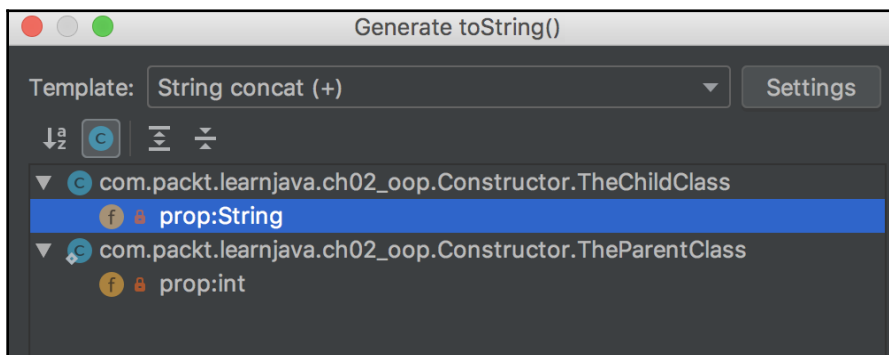 Generate toString()
Template: String concat (+) Settings
a
z C
C com.packt.learnjava.ch02_oop.Constructor.TheChildClass
f prop:String
C com.packt.learnjava.ch02_oop.Constructor.TheParentClass
f prop:int